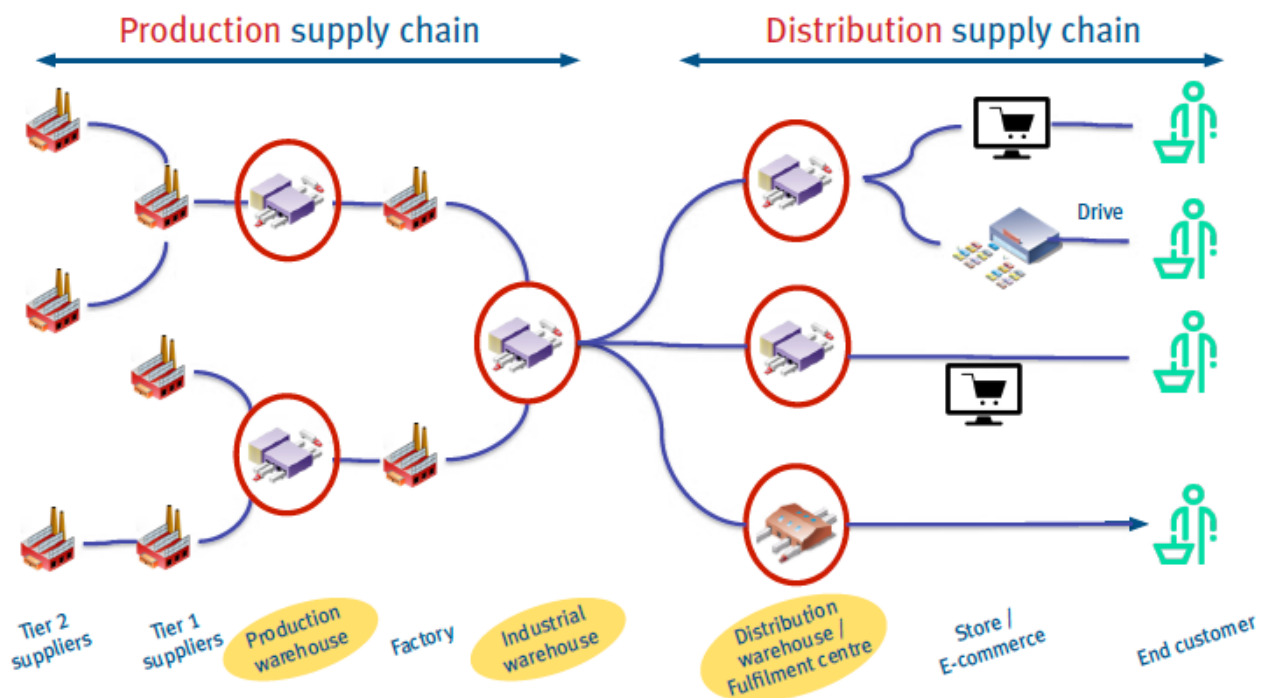 Production supply chain
Distribution supply chain
Drive
Tier 2
suppliers
Tier 1
suppliers
Production
warehouse
Factory
Industrial
warehouse
Distribution
warehouse /
Fulfilment centre
Store /
E-commerce
End customer